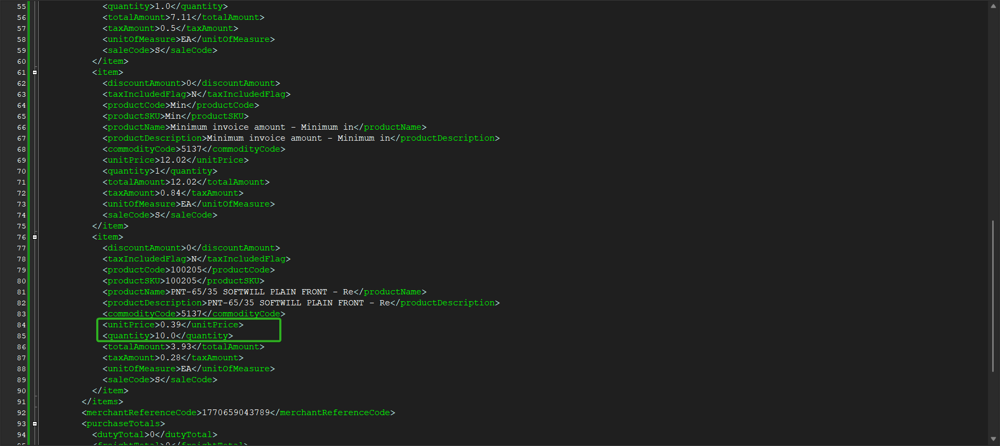 55 <quantity>1.0</quantity>
56 <totalAmount>7.11</totalAmount>
57 <taxAmount>0.5</taxAmount>
58 <unitOfMeasure>EA</unitOfMeasure>
59 <saleCode>S</saleCode>
60 </item>
61 <item>
62 <discountAmount>0</discountAmount>
63 <taxIncludedFlag>N</taxIncludedFlag>
64 <productCode>Min</productCode>
65 <productSKU>Min</productSKU>
66 <productName>Minimum invoice amount - Minimum in</productName>
67 <productDescription>Minimum invoice amount - Minimum in</productDescription>
68 <commodityCode>5137</commodityCode>
69 <unitPrice>12.02</unitPrice>
70 <quantity>1</quantity>
71 <totalAmount>12.02</totalAmount>
72 <taxAmount>0.84</taxAmount>
73 <unitOfMeasure>EA</unitOfMeasure>
74 <saleCode>S</saleCode>
75 </item>
76 <item>
77 <discountAmount>0</discountAmount>
78 <taxIncludedFlag>N</taxIncludedFlag>
79 <productCode>100205</productCode>
80 <productSKU>100205</productSKU>
81 <productName>PNT-65/35 SOFTWILL PLAIN FRONT - Re</productName>
82 <productDescription>PNT-65/35 SOFTWILL PLAIN FRONT - Re</productDescription>
83 <commodityCode>5137</commodityCode>
84 <unitPrice>0.39</unitPrice>
85 <quantity>10.0</quantity>
86 <totalAmount>3.93</totalAmount>
87 <taxAmount>0.28</taxAmount>
88 <unitOfMeasure>EA</unitOfMeasure>
89 <saleCode>S</saleCode>
90 </item>
91 </items>
92 <merchantReferenceCode>1770659043789</merchantReferenceCode>
93 <purchaseTotals>
94 <dutyTotal>0</dutyTotal>
95 <freightTotal>0</freightTotal>